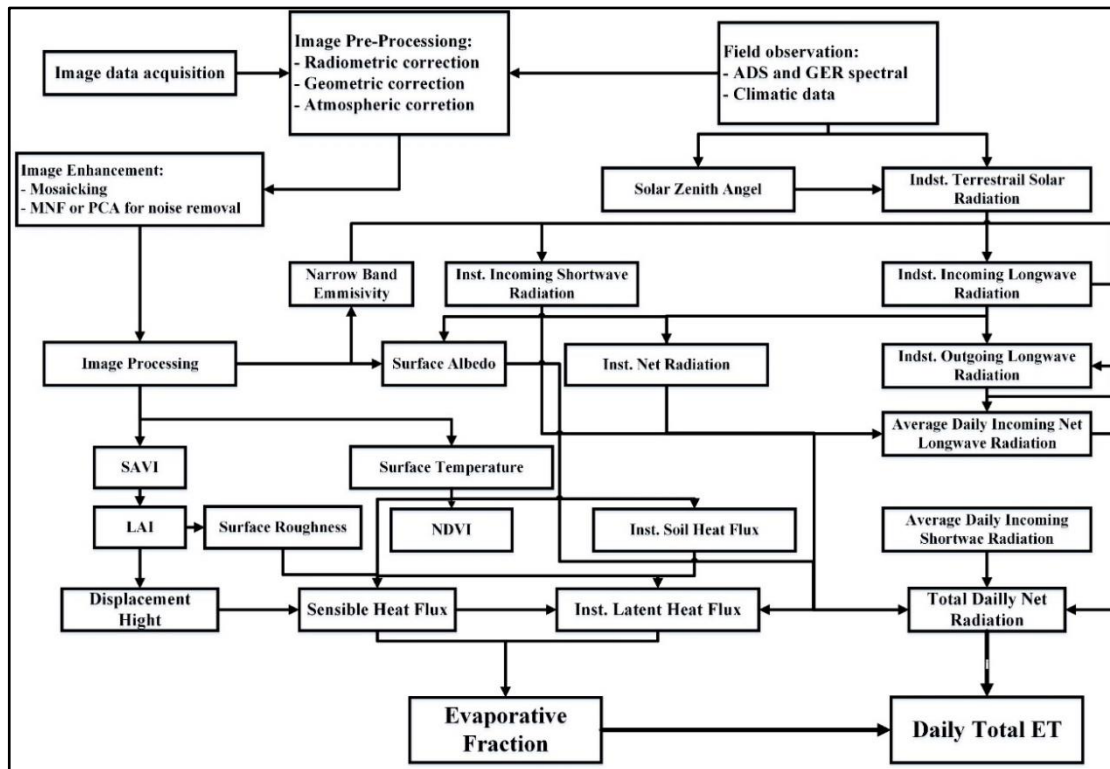 Image data acquisition
Image Pre-Processiong:
- Radiometric correction
- Geometric correction
- Atmospheric corretion
Field observation:
- ADS and GER spectral
- Climatic data
Image Enhancement:
- Mosaicking
- MNF or PCA for noise removal
Solar Zenith Angel
Indst. Terrestrail Solar
Radiation
Narrow Band
Emmisivity
Inst. Incoming Shortwave
Radiation
Indst. Incoming Longwave
Radiation
Image Processing
Surface Albedo
Inst. Net Radiation
Indst. Outgoing Longwave
Radiation
Average Daily Incoming Net
Longwave Radiation
SAVI
Surface Temperature
LAI
Surface Roughness
NDVI
Inst. Soil Heat Flux
Average Daily Incoming
Shortwae Radiation
Displacement
Hight
Sensible Heat Flux
Inst. Latent Heat Flux
Total Dailly Net
Radiation
Evaporative
Fraction
Daily Total ET